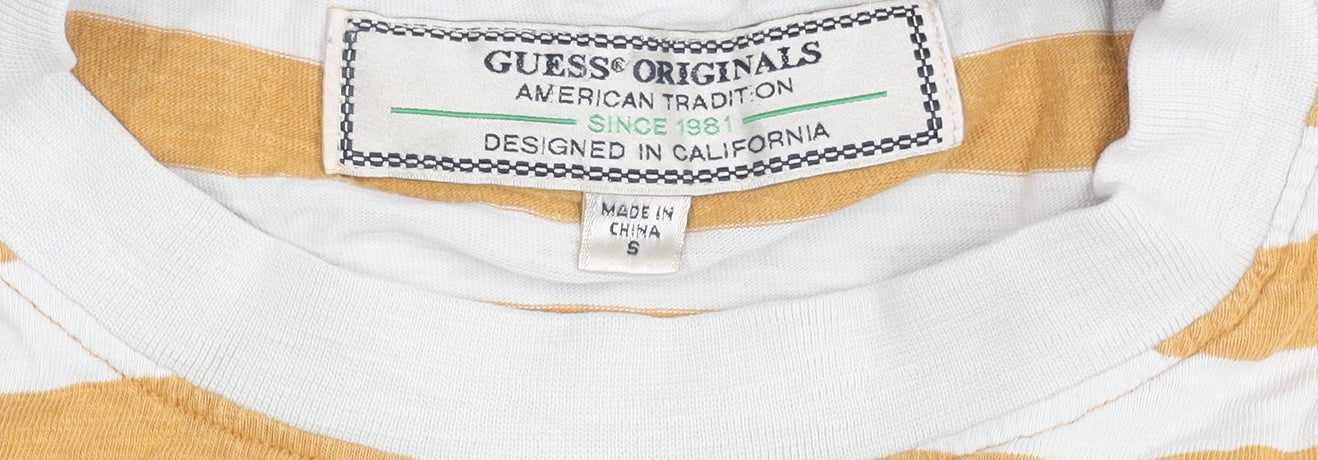 GUESS® ORIGINALS
AMERICAN TRADITION
SINCE 1981
DESIGNED IN CALIFORNIA
MADE IN
CHINA
S